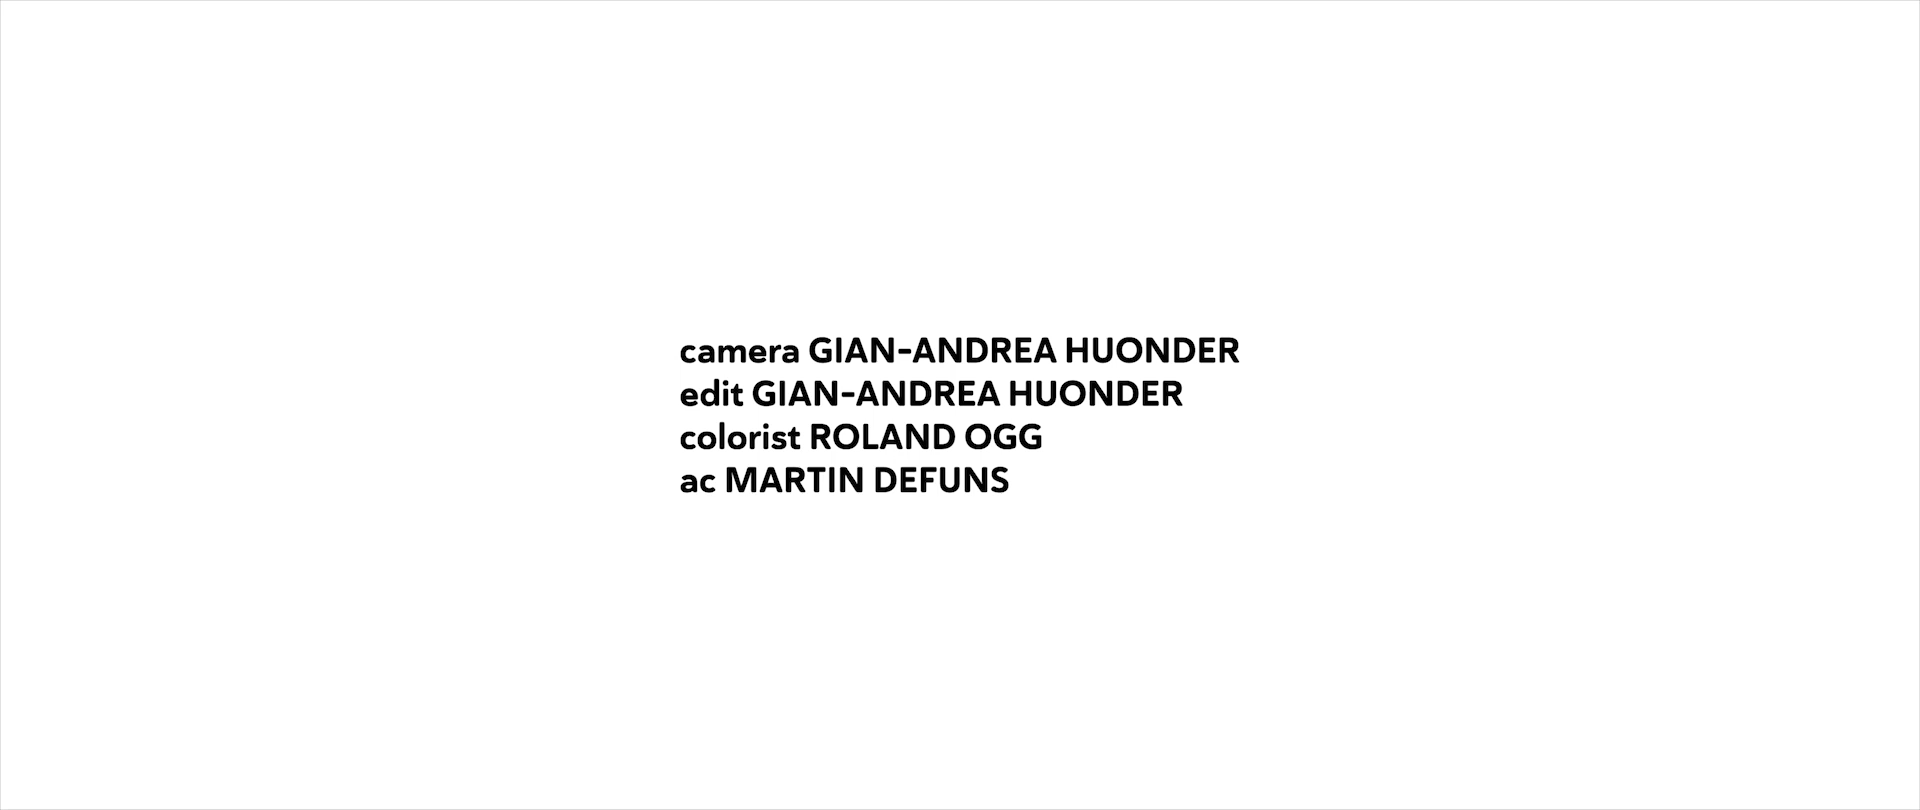 camera GIAN-ANDREA HUONDER
edit GIAN-ANDREA HUONDER
colorist ROLAND OGG
ac MARTIN DEFUNS